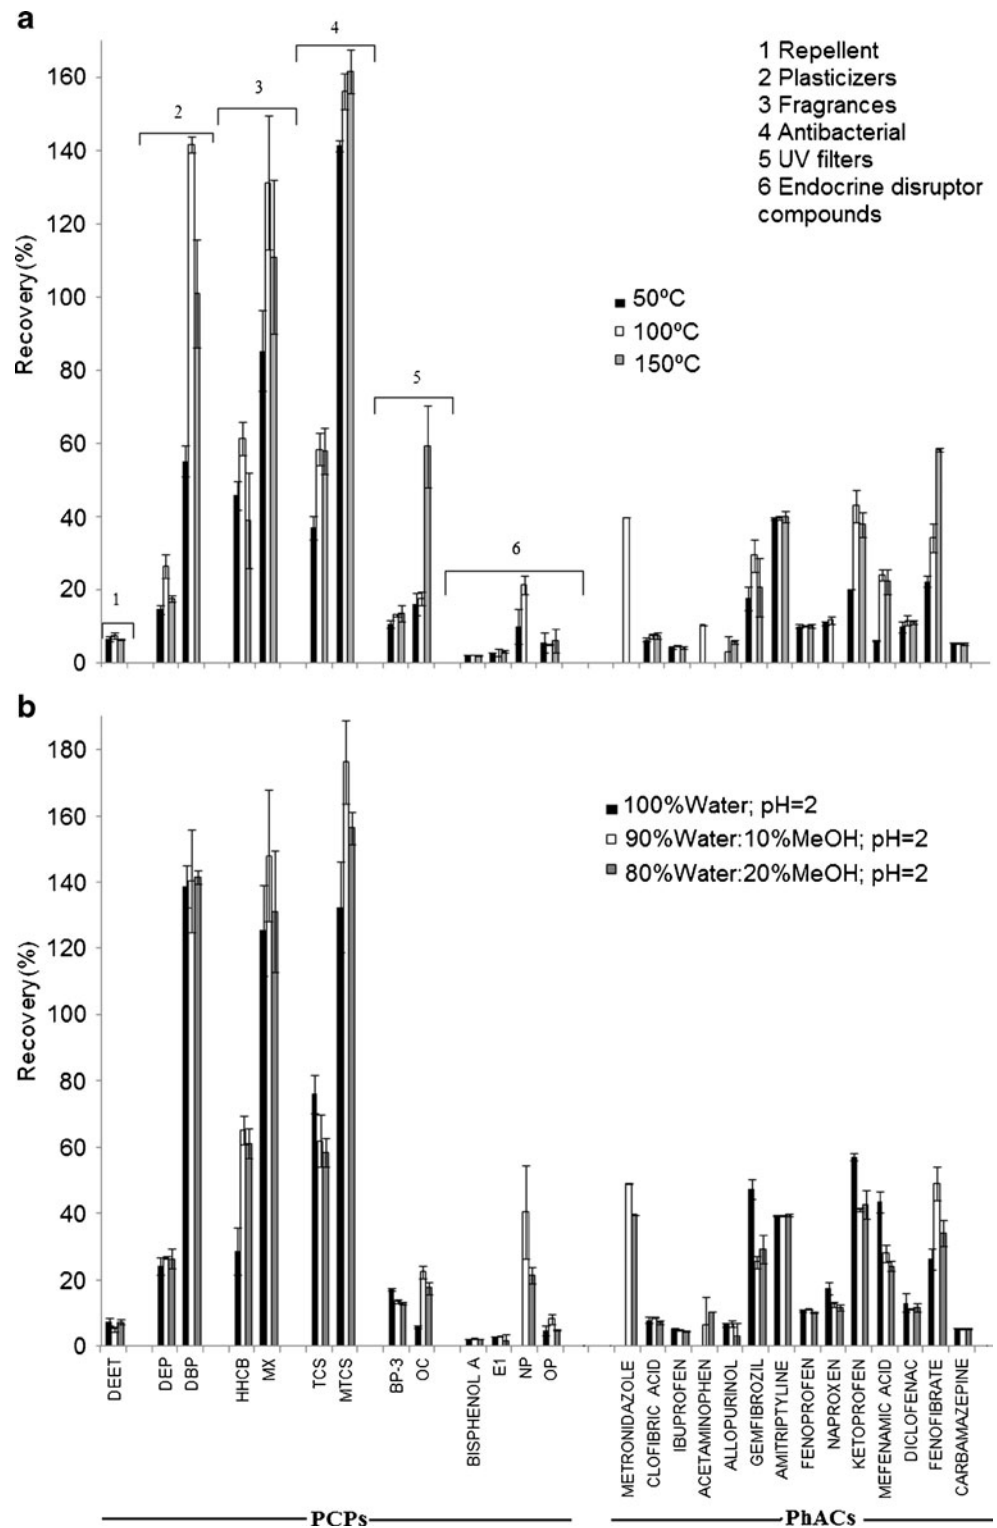 a
1 Repellent
2 Plasticizers
3 Fragrances
4 Antibacterial
5 UV filters
6 Endocrine disruptor
compounds
Recovery(%)
160
140
120
100
80
60
40
20
0
1
2
3
4
5
6
50ºC
100ºC
150ºC
b
Recovery(%)
180
160
140
120
100
80
60
40
20
0
100%Water; pH=2
90%Water:10%MeOH; pH=2
80%Water:20%MeOH; pH=2
DEET
DEP
DBP
HHCB
MX
TCS
MTCS
BP-3
OC
BISPHENOL A
E1
NP
OP
METRONIDAZOLE
CLOFIBRIC ACID
IBUPROFEN
ACETAMINOPHEN
ALLOPURINOL
GEMFIBROZIL
AMITRIPTYLINE
FENOPROFEN
NAPROXEN
KETOPROFEN
MEFENAMIC ACID
DICLOFENAC
FENOFIBRATE
CARBAMAZEPINE
PCPs
PhACs